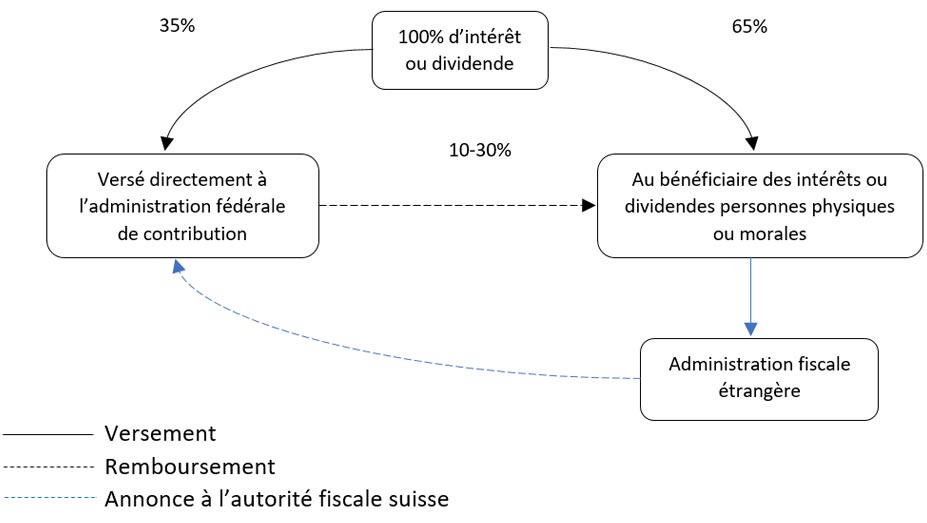 35%
100% d’intérêt
ou dividende
65%
10-30%
Versé directement à
l’administration fédérale
de contribution
Au bénéficiaire des intérêts ou
dividendes personnes physiques
ou morales
Administration fiscale
étrangère
Versement
Remboursement
Annonce à l’autorité fiscale suisse